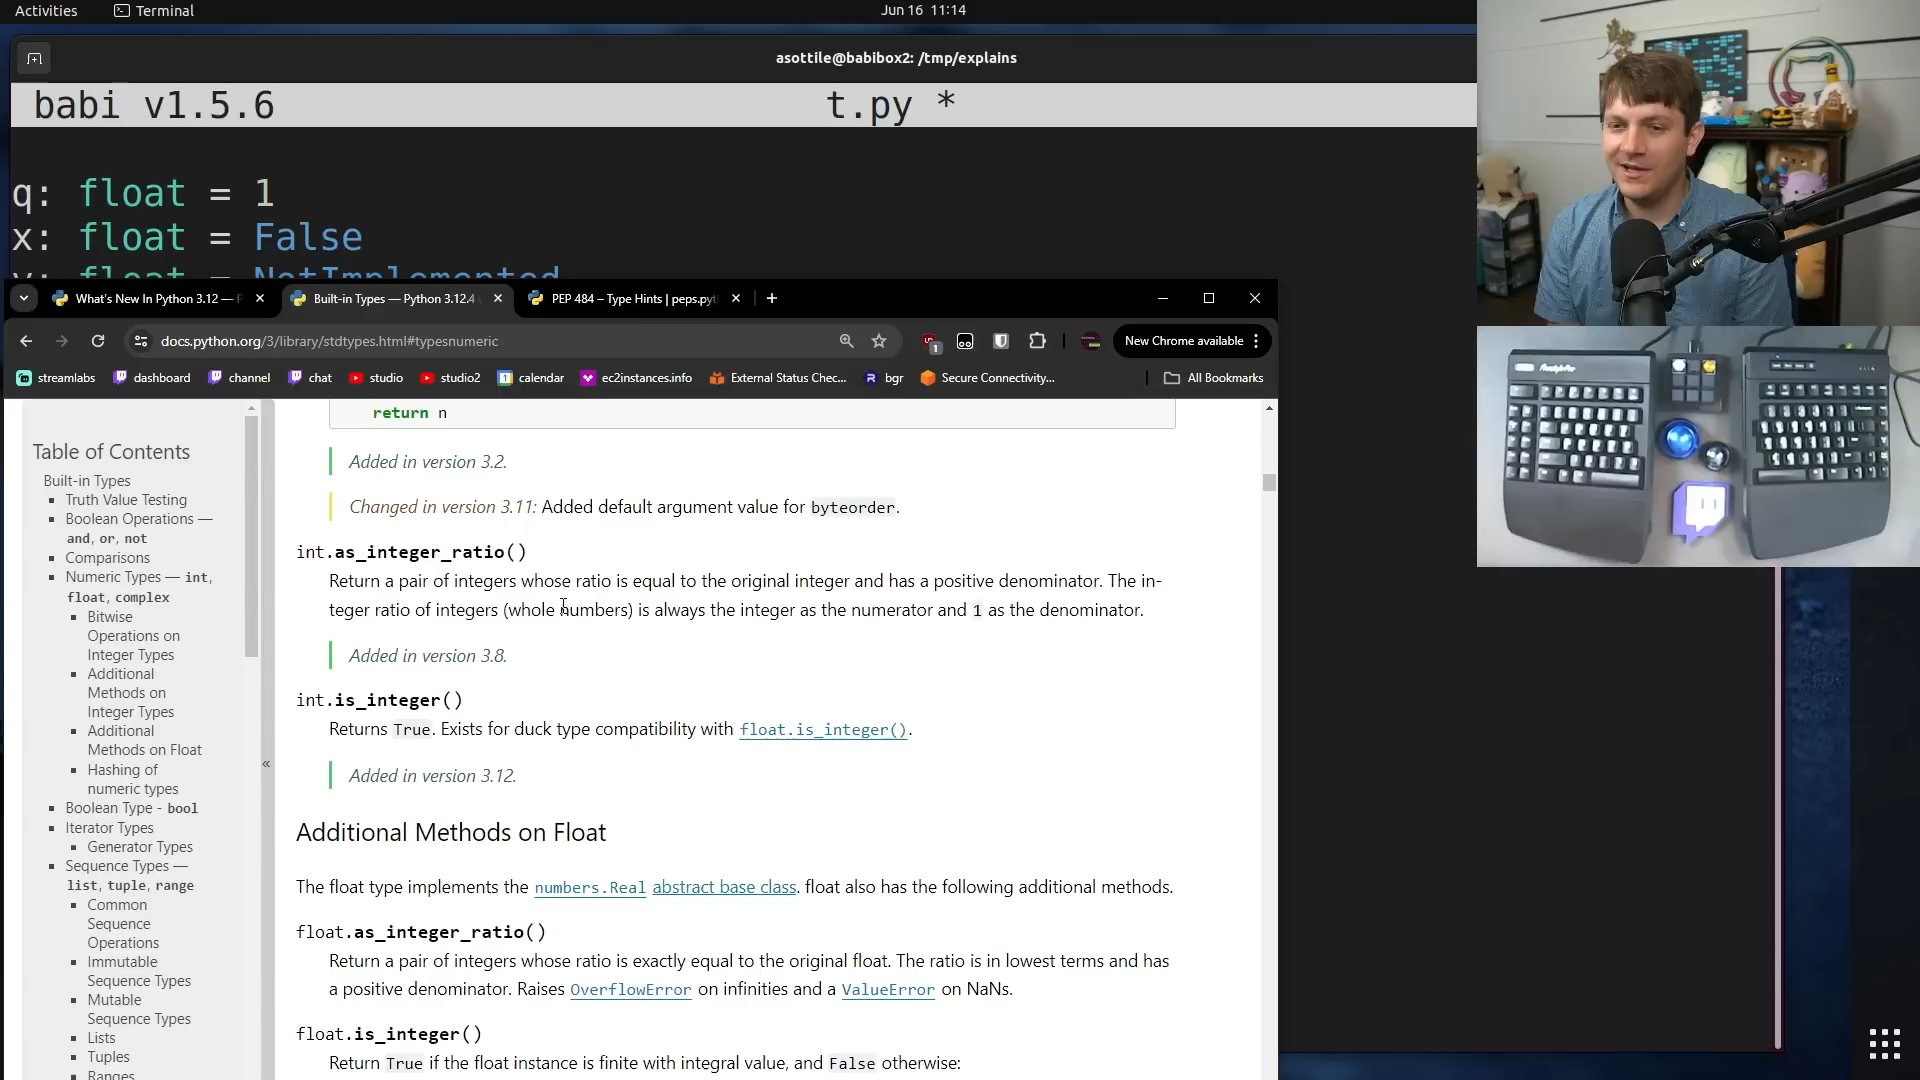 Activities
Terminal
Jun 16 11:14
asottile@babibox2: /tmp/explains
babi v1.5.6
t.py *
q: float = 1
x: float = False
y: float = NotImplemented
What's New In Python 3.12 —
Built-in Types — Python 3.12.4
PEP 484 – Type Hints | peps.pyt
docs.python.org/3/library/stdtypes.html#typesnumeric
1
New Chrome available
streamlabs
dashboard
channel
chat
studio
studio2
calendar
ec2instances.info
External Status Chec...
bgr
Secure Connectivity...
All Bookmarks
Table of Contents
Built-in Types
Truth Value Testing
Boolean Operations —
and, or, not
Comparisons
Numeric Types — int,
float, complex
Bitwise
Operations on
Integer Types
Additional
Methods on
Integer Types
Additional
Methods on Float
Hashing of
numeric types
Boolean Type - bool
Iterator Types
Generator Types
Sequence Types —
list, tuple, range
Common
Sequence
Operations
Immutable
Sequence Types
Mutable
Sequence Types
Lists
Tuples
Ranges
«
return n
Added in version 3.2.
Changed in version 3.11: Added default argument value for byteorder.
int.as_integer_ratio()
Return a pair of integers whose ratio is equal to the original integer and has a positive denominator. The in-
teger ratio of integers (whole numbers) is always the integer as the numerator and 1 as the denominator.
Added in version 3.8.
int.is_integer()
Returns True. Exists for duck type compatibility with float.is_integer().
Added in version 3.12.
Additional Methods on Float
The float type implements the numbers.Real abstract base class. float also has the following additional methods.
float.as_integer_ratio()
Return a pair of integers whose ratio is exactly equal to the original float. The ratio is in lowest terms and has
a positive denominator. Raises OverflowError on infinities and a ValueError on NaNs.
float.is_integer()
Return True if the float instance is finite with integral value, and False otherwise: